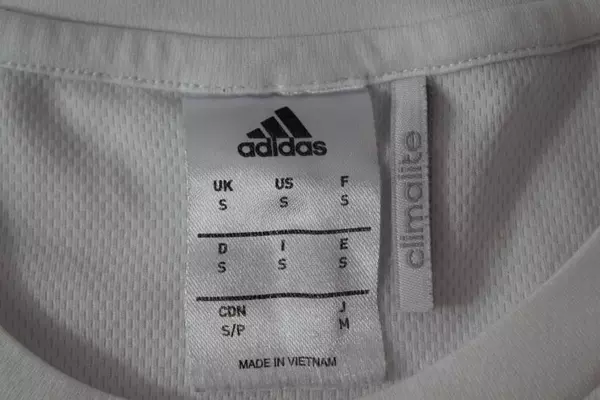 adidas
UK US F
S S S
D I E
S S S
CDN J
S/P M
MADE IN VIETNAM
climalite